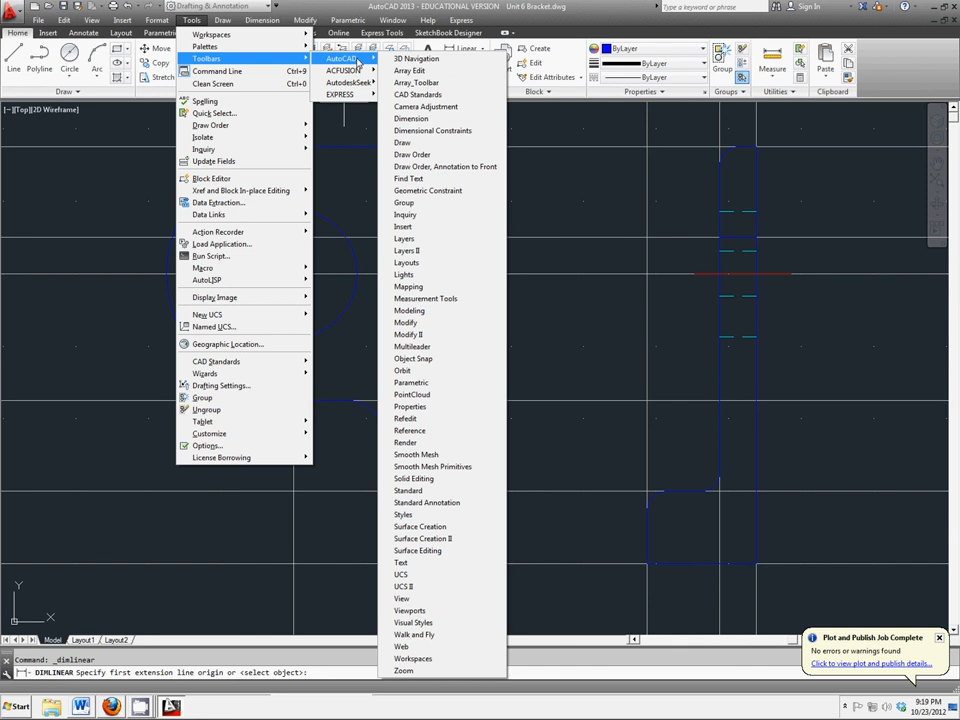 Drafting & Annotation
AutoCAD 2013 - EDUCATIONAL VERSION Unit 6 Bracket.dwg
Type a keyword or phrase
Sign In
File Edit View Insert Format Tools Draw Dimension Modify Parametric Window Help Express
Home Insert Annotate Layout Parametric
Online Express Tools SketchBook Designer
Line Polyline Circle Arc
Move
Copy
Stretch
Draw
Linear
Create
Edit
Edit Attributes
Block
Insert
ByLayer
ByLayer
ByLayer
Properties
Group
Groups
Measure
Utilities
Paste
Clipboard
[−][Top][2D Wireframe]
Workspaces
Palettes
Toolbars
Command Line Ctrl+9
Clean Screen Ctrl+0
Spelling
Quick Select...
Draw Order
Isolate
Inquiry
Update Fields
Block Editor
Xref and Block In-place Editing
Data Extraction...
Data Links
Action Recorder
Load Application...
Run Script...
Macro
AutoLISP
Display Image
New UCS
Named UCS...
Geographic Location...
CAD Standards
Wizards
Drafting Settings...
Group
Ungroup
Tablet
Customize
Options...
License Borrowing
AutoCAD
ACFUSION
AutodeskSeek
EXPRESS
3D Navigation
Array Edit
Array_Toolbar
CAD Standards
Camera Adjustment
Dimension
Dimensional Constraints
Draw
Draw Order
Draw Order, Annotation to Front
Find Text
Geometric Constraint
Group
Inquiry
Insert
Layers
Layers II
Layouts
Lights
Mapping
Measurement Tools
Modeling
Modify
Modify II
Multileader
Object Snap
Orbit
Parametric
PointCloud
Properties
Refedit
Reference
Render
Smooth Mesh
Smooth Mesh Primitives
Solid Editing
Standard
Standard Annotation
Styles
Surface Creation
Surface Creation II
Surface Editing
Text
UCS
UCS II
View
Viewports
Visual Styles
Walk and Fly
Web
Workspaces
Zoom
Y
X
Model Layout1 Layout2
Command: _dimlinear
DIMLINEAR Specify first extension line origin or <select object>:
Plot and Publish Job Complete
No errors or warnings found
Click to view plot and publish details...
Start
9:19 PM
10/23/2012